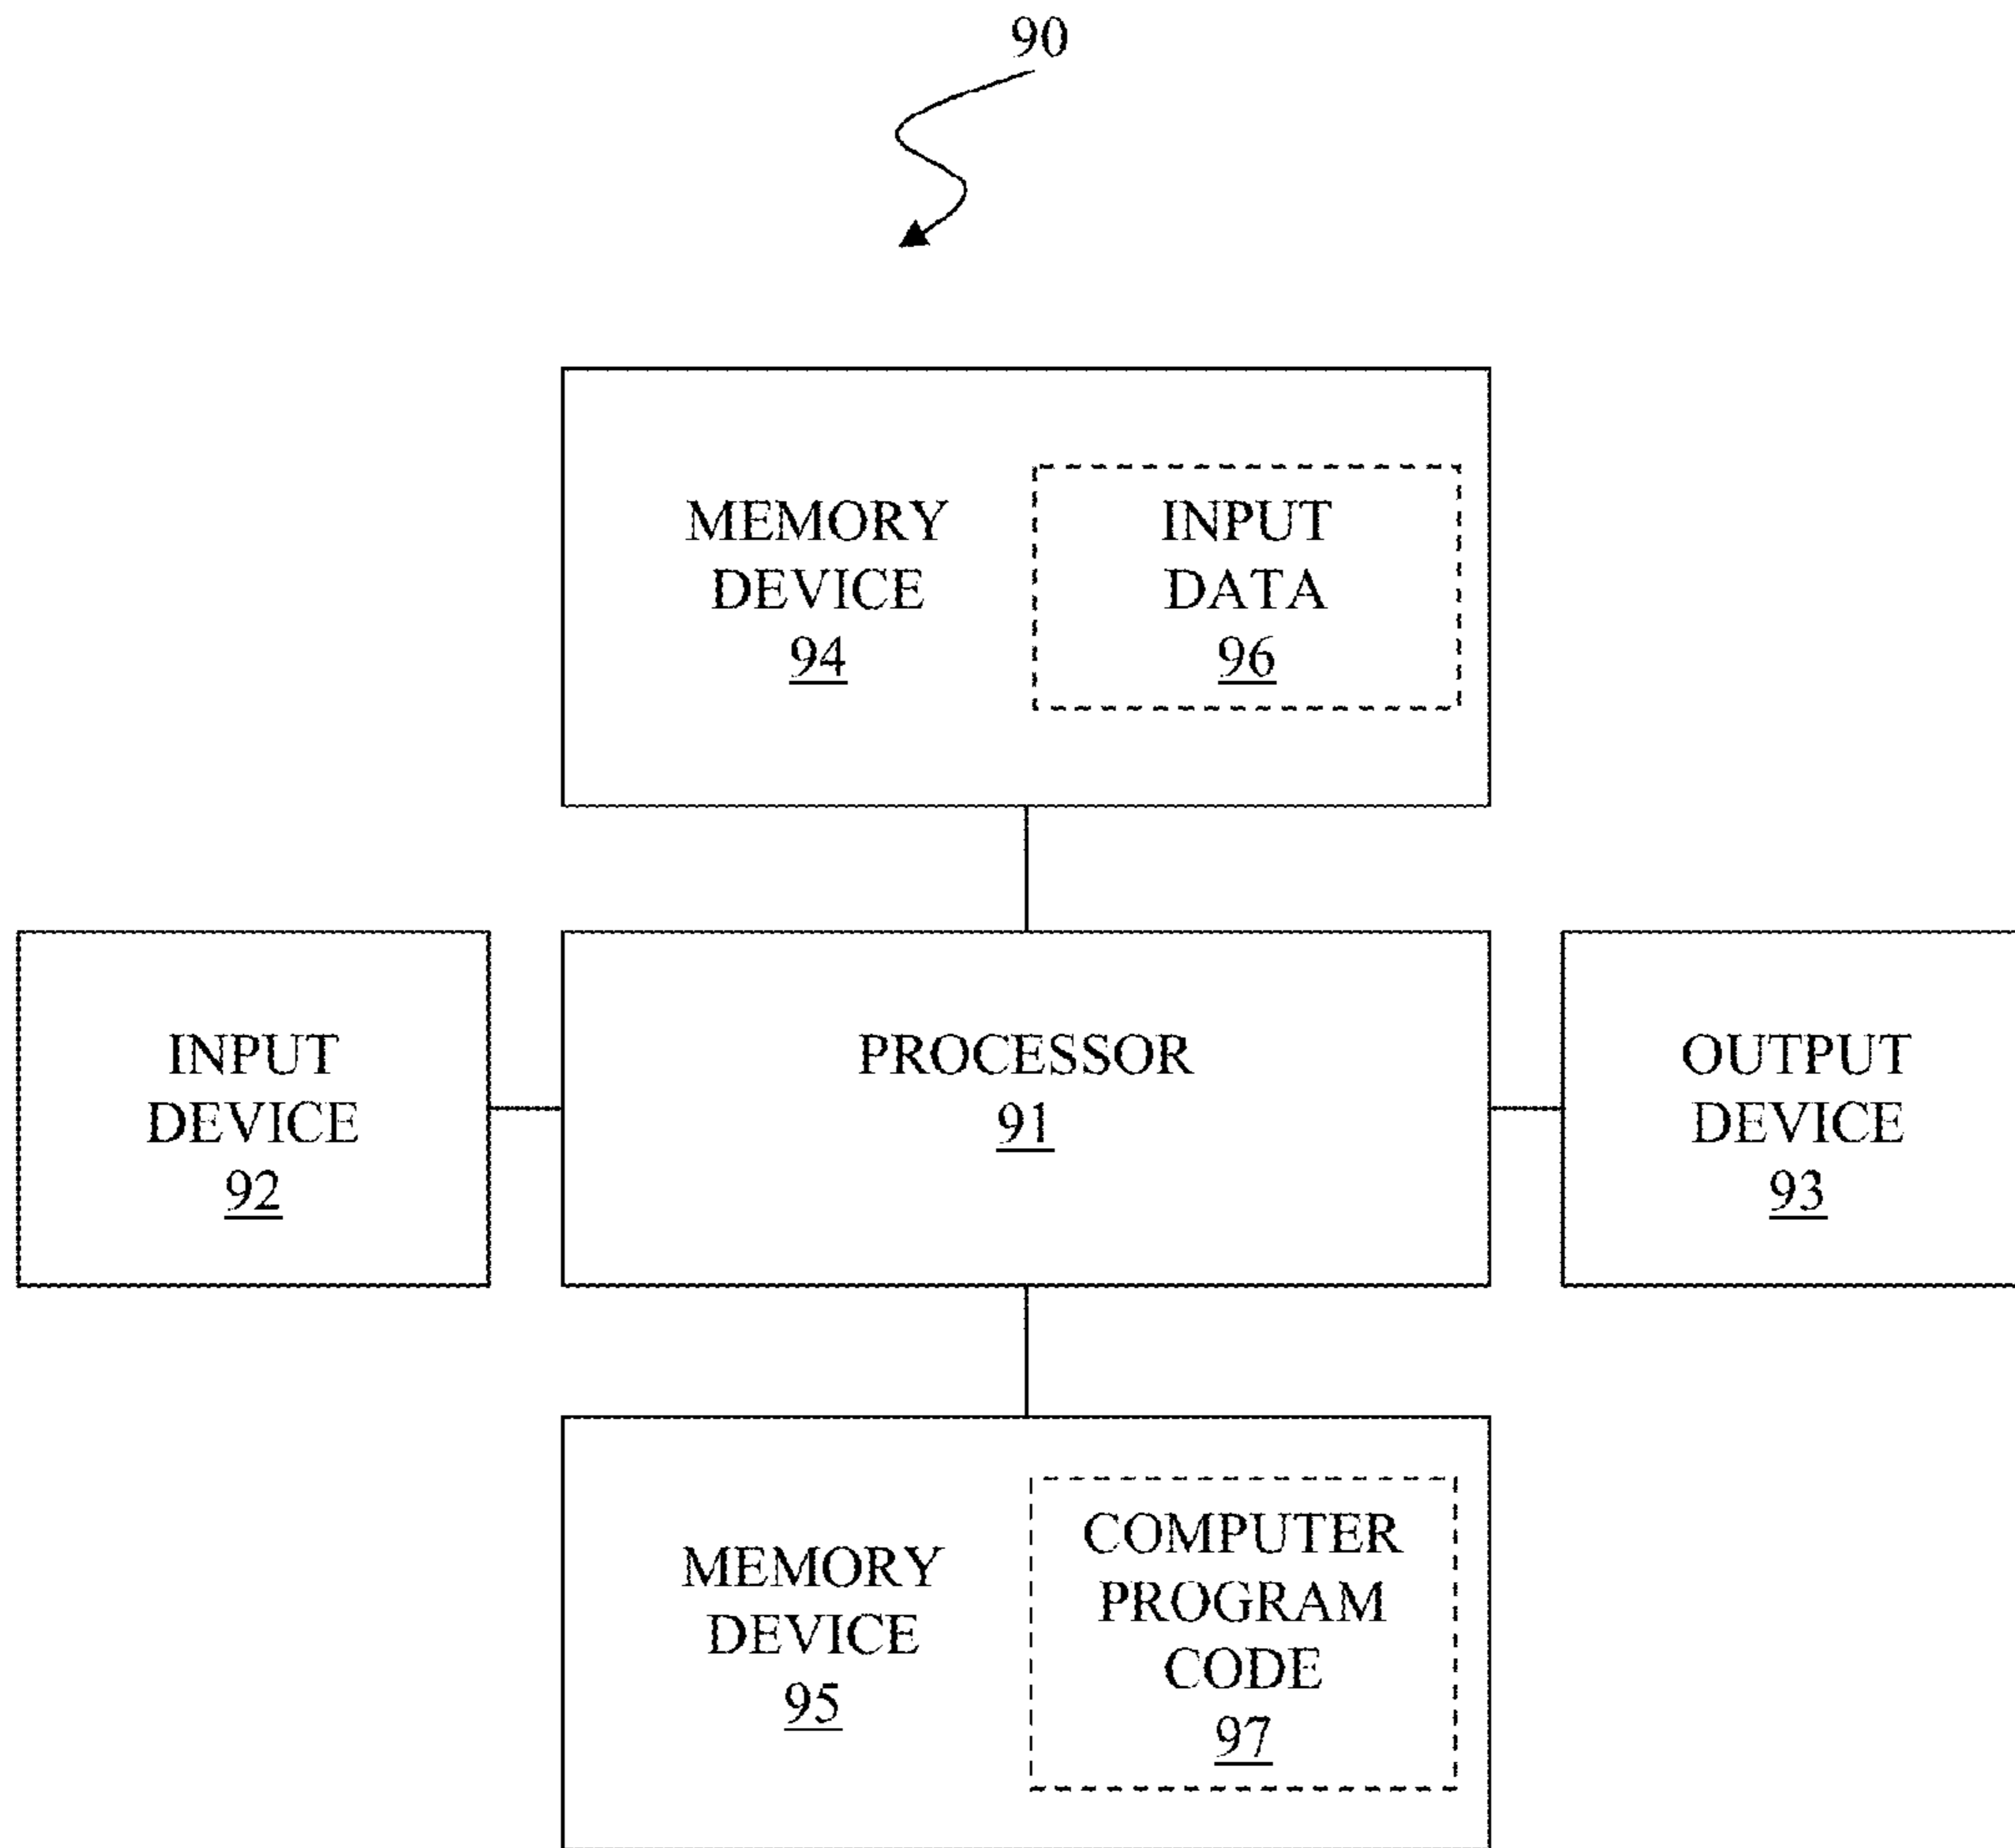 90
MEMORY
DEVICE
94
INPUT
DATA
96
INPUT
DEVICE
92
PROCESSOR
91
OUTPUT
DEVICE
93
MEMORY
DEVICE
95
COMPUTER
PROGRAM
CODE
97